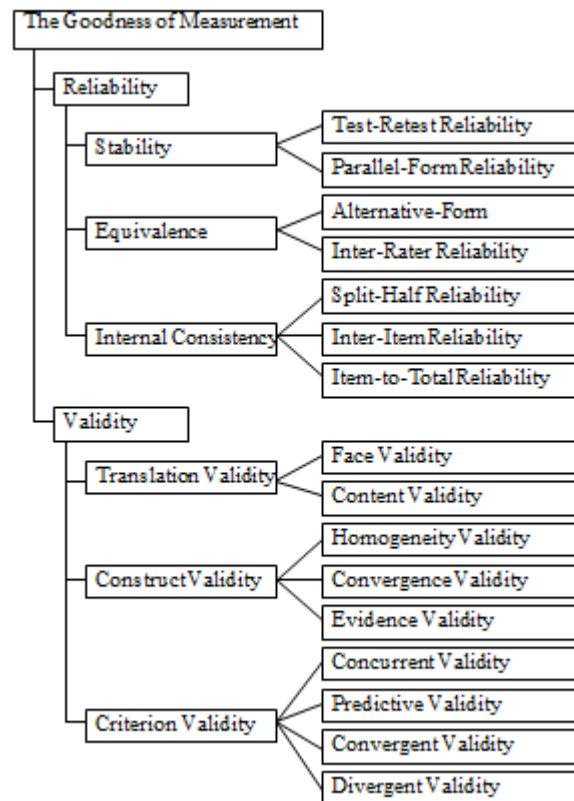 The Goodness of Measurement
Reliability
Stability
Test-Retest Reliability
Parallel-Form Reliability
Equivalence
Alternative-Form
Inter-Rater Reliability
Internal Consistency
Split-Half Reliability
Inter-Item Reliability
Item-to-Total Reliability
Validity
Translation Validity
Face Validity
Content Validity
Construct Validity
Homogeneity Validity
Convergence Validity
Evidence Validity
Criterion Validity
Concurrent Validity
Predictive Validity
Convergent Validity
Divergent Validity